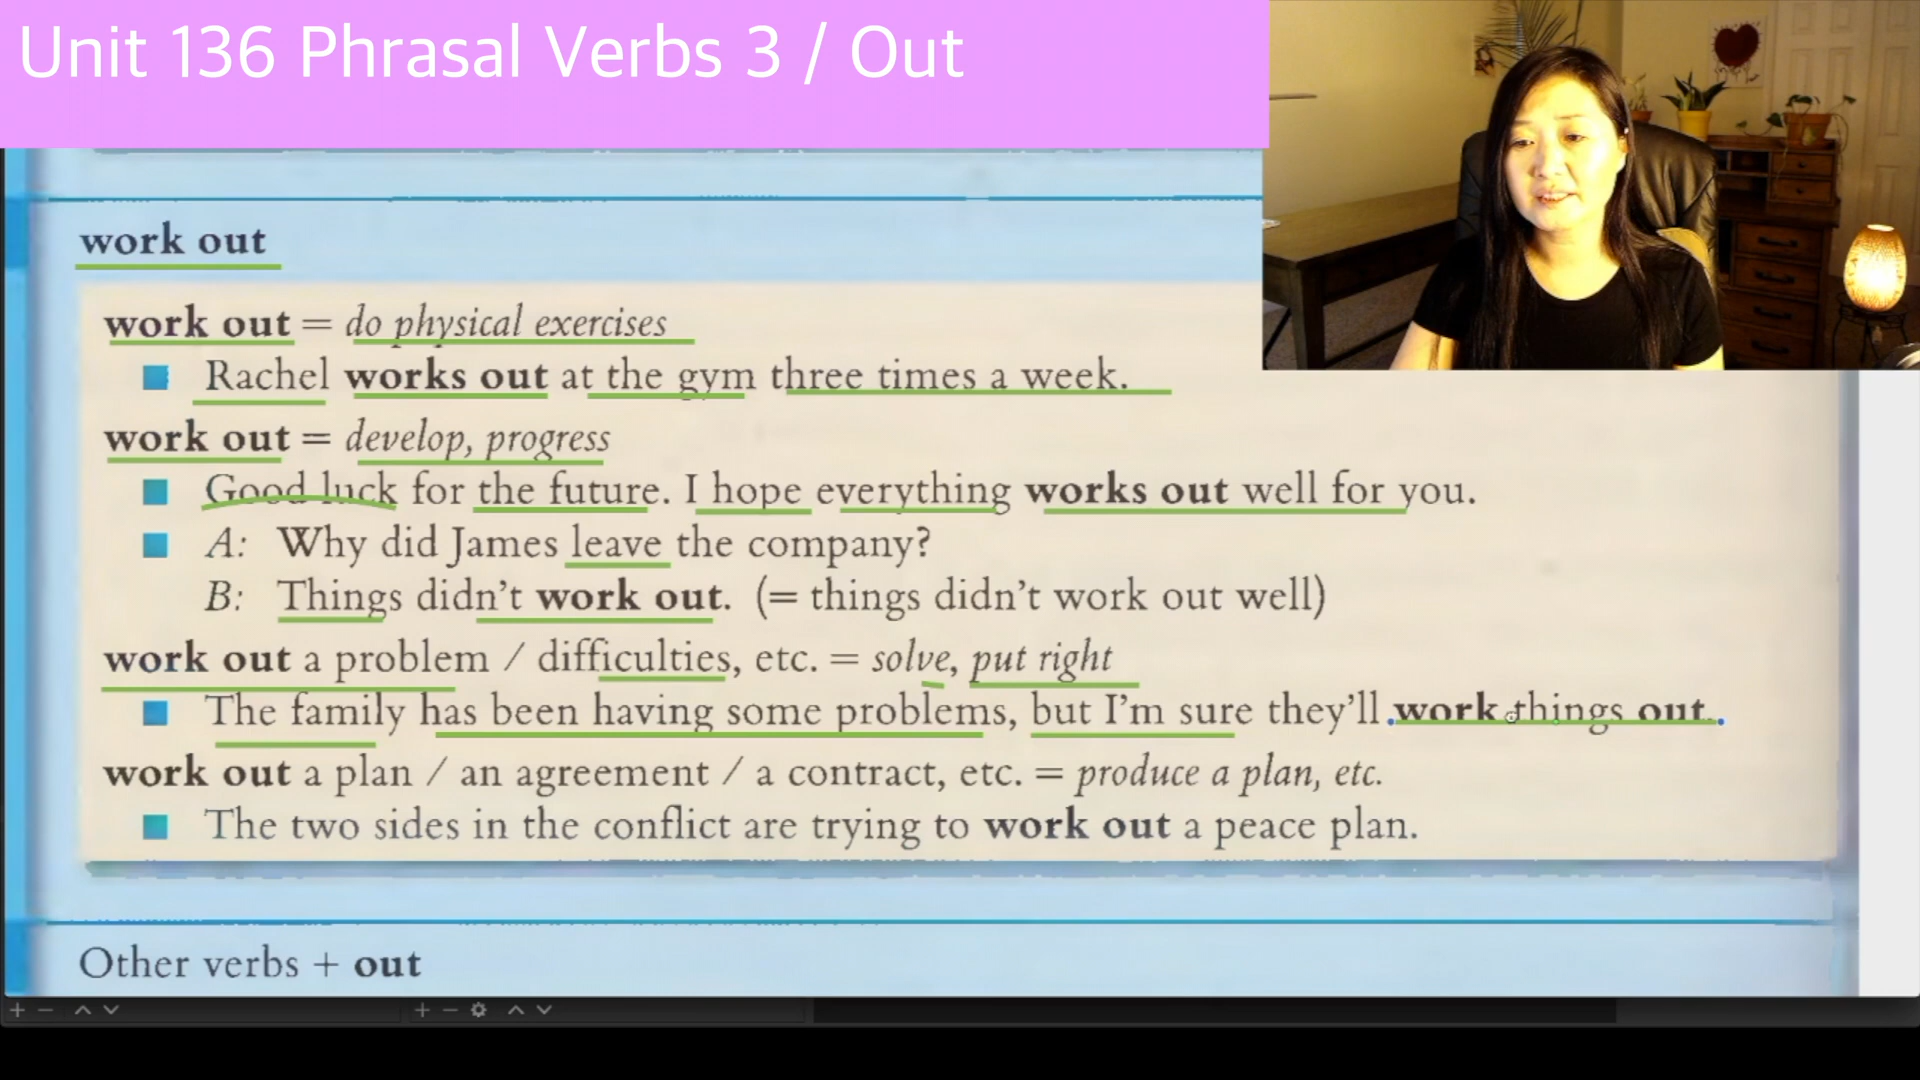 Unit 136 Phrasal Verbs 3 / Out
work out
work out = do physical exercises
Rachel works out at the gym three times a week.
work out = develop, progress
Good luck for the future. I hope everything works out well for you.
A: Why did James leave the company?
B: Things didn't work out. (= things didn't work out well)
work out a problem / difficulties, etc. = solve, put right
The family has been having some problems, but I'm sure they'll work things out.
work out a plan / an agreement / a contract, etc. = produce a plan, etc.
The two sides in the conflict are trying to work out a peace plan.
Other verbs + out